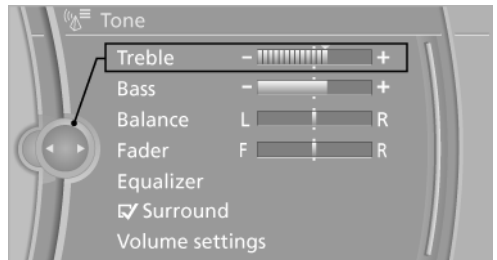 Tone
Treble - +
Bass - +
Balance L R
Fader F R
Equalizer
Surround
Volume settings